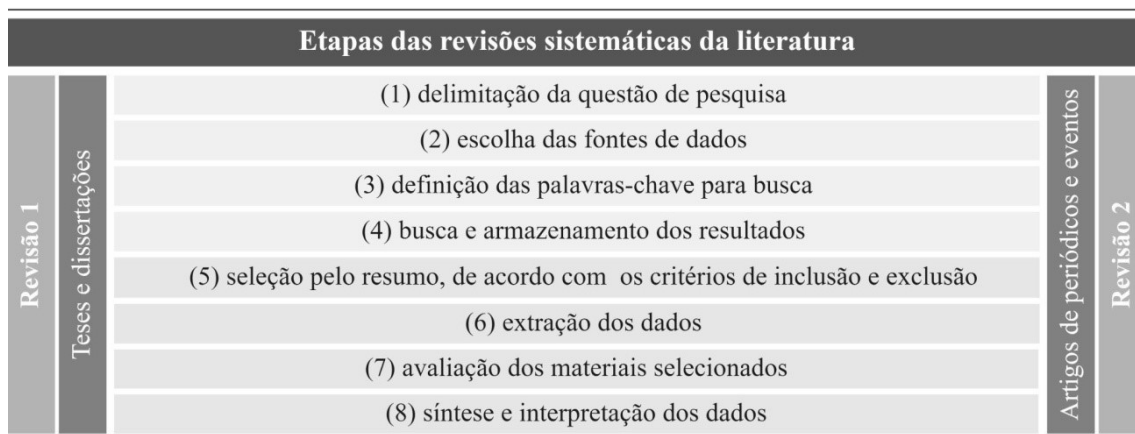 Etapas das revisões sistemáticas da literatura
Revisão 1
Teses e dissertações
(1) delimitação da questão de pesquisa
(2) escolha das fontes de dados
(3) definição das palavras-chave para busca
(4) busca e armazenamento dos resultados
(5) seleção pelo resumo, de acordo com os critérios de inclusão e exclusão
(6) extração dos dados
(7) avaliação dos materiais selecionados
(8) síntese e interpretação dos dados
Artigos de periódicos e eventos
Revisão 2